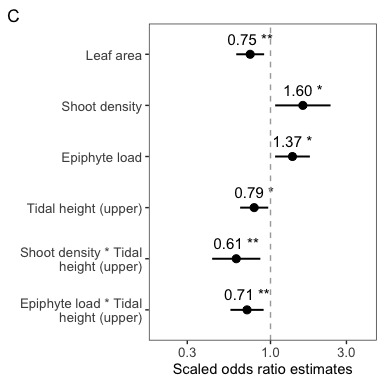 C
Leaf area
0.75 **
Shoot density
1.60 *
Epiphyte load
1.37 *
Tidal height (upper)
0.79 *
Shoot density * Tidal
height (upper)
0.61 **
Epiphyte load * Tidal
height (upper)
0.71 **
0.3 1.0 3.0
Scaled odds ratio estimates